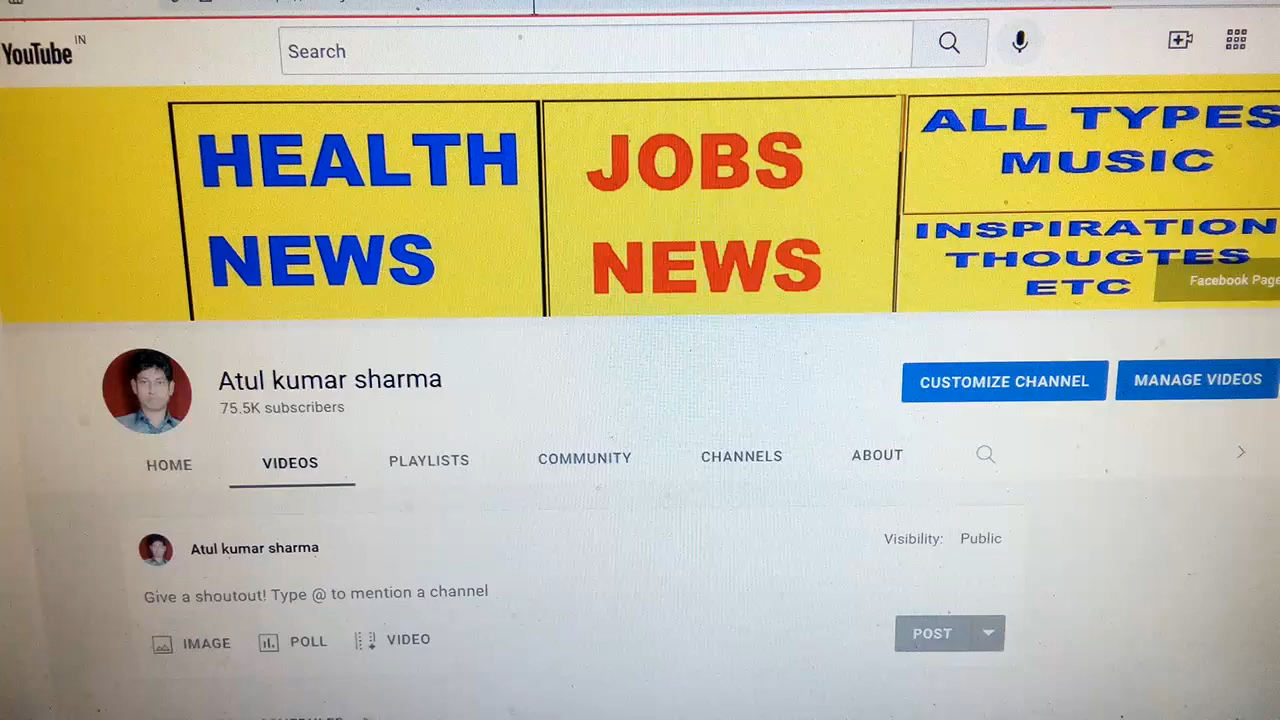 YouTube IN
Search
HEALTH
NEWS
JOBS
NEWS
ALL TYPES
MUSIC
INSPIRATION
THOUGTES
ETC
Facebook Page
Atul kumar sharma
75.5K subscribers
CUSTOMIZE CHANNEL
MANAGE VIDEOS
HOME
VIDEOS
PLAYLISTS
COMMUNITY
CHANNELS
ABOUT
Atul kumar sharma
Visibility: Public
Give a shoutout! Type @ to mention a channel
IMAGE
POLL
VIDEO
POST